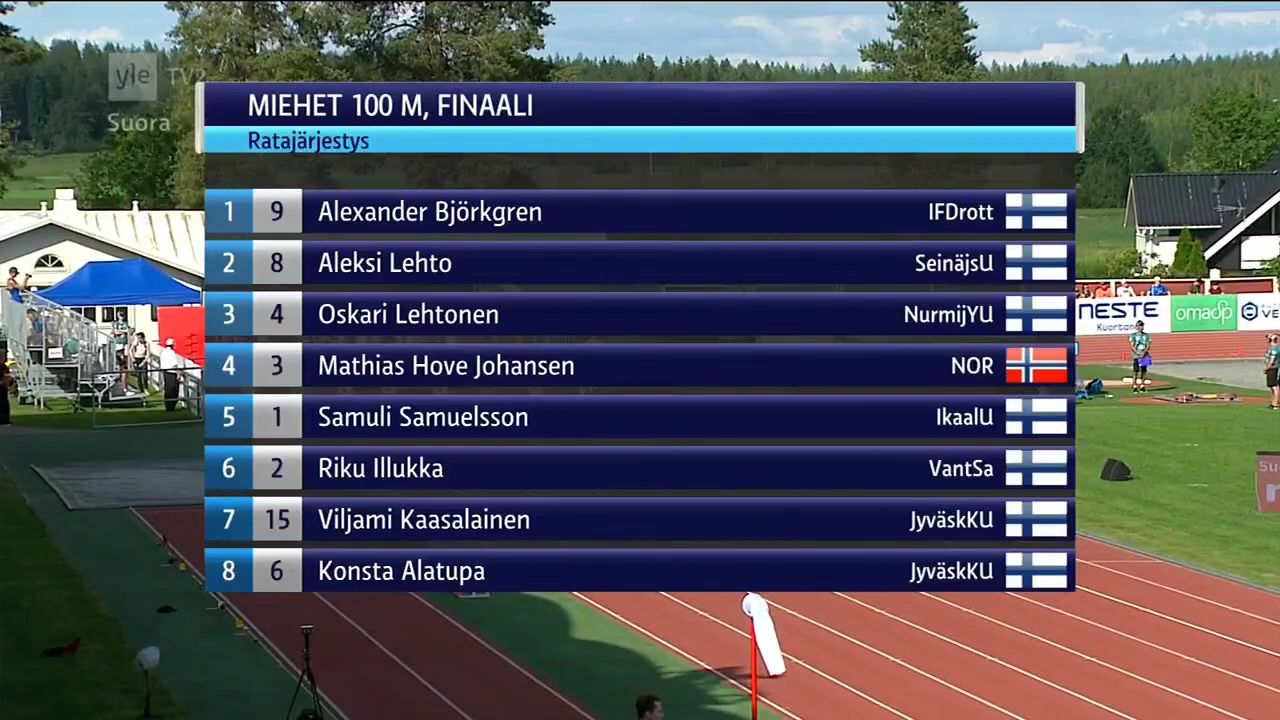 yle TV2
Suora
MIEHET 100 M, FINAALI
Ratajärjestys
1 9 Alexander Björkgren IFDrott
2 8 Aleksi Lehto SeinäjsU
3 4 Oskari Lehtonen NurmijYU
4 3 Mathias Hove Johansen NOR
5 1 Samuli Samuelsson IkaalU
6 2 Riku Illukka VantSa
7 15 Viljami Kaasalainen JyväskKU
8 6 Konsta Alatupa JyväskKU
NESTE
Kuortane
omasp